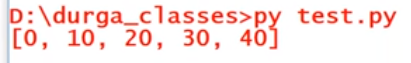 D:\durga_classes>py test.py
[0, 10, 20, 30, 40]